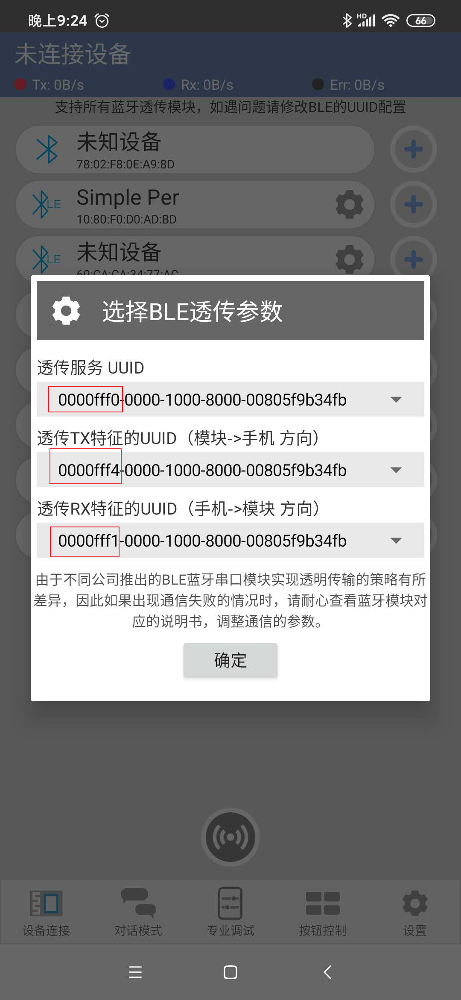 晚上9:24
HD
66
未连接设备
Tx: 0B/s
Rx: 0B/s
Err: 0B/s
支持所有蓝牙透传模块，如遇问题请修改BLE的UUID配置
未知设备
78:02:F8:0E:A9:8D
LE
Simple Per
10:80:F0:D0:AD:BD
LE
未知设备
60:CA:CA:34:77:AC
选择BLE透传参数
透传服务 UUID
0000fff0-0000-1000-8000-00805f9b34fb
透传TX特征的UUID（模块->手机 方向）
0000fff4-0000-1000-8000-00805f9b34fb
透传RX特征的UUID（手机->模块 方向）
0000fff1-0000-1000-8000-00805f9b34fb
由于不同公司推出的BLE蓝牙串口模块实现透明传输的策略有所
差异，因此如果出现通信失败的情况时，请耐心查看蓝牙模块对
应的说明书，调整通信的参数。
确定
设备连接
对话模式
专业调试
按钮控制
设置